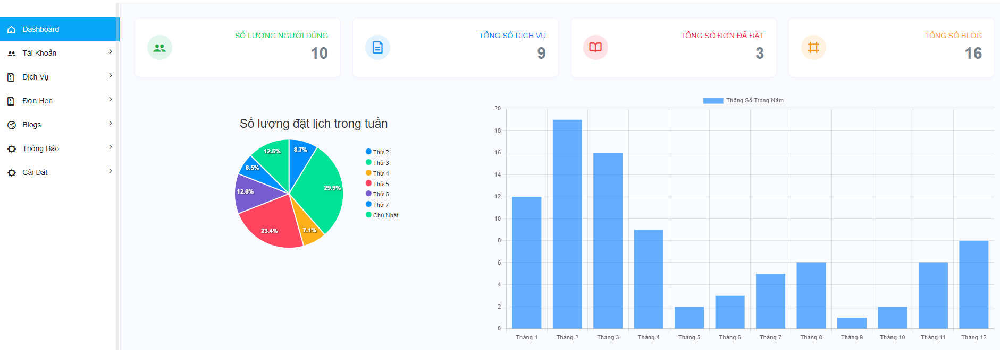 Dashboard
Tài Khoản
Dịch Vụ
Đơn Hẹn
Blogs
Thông Báo
Cài Đặt
SỐ LƯỢNG NGƯỜI DÙNG
10
TỔNG SỐ DỊCH VỤ
9
TỔNG SỐ ĐƠN ĐÃ ĐẶT
3
TỔNG SỐ BLOG
16
Số lượng đặt lịch trong tuần
8.7%
29.9%
7.1%
23.4%
12.0%
6.5%
12.5%
Thứ 2
Thứ 3
Thứ 4
Thứ 5
Thứ 6
Thứ 7
Chủ Nhật
Thông Số Trong Năm
20
18
16
14
12
10
8
6
4
2
0
Tháng 1 Tháng 2 Tháng 3 Tháng 4 Tháng 5 Tháng 6 Tháng 7 Tháng 8 Tháng 9 Tháng 10 Tháng 11 Tháng 12